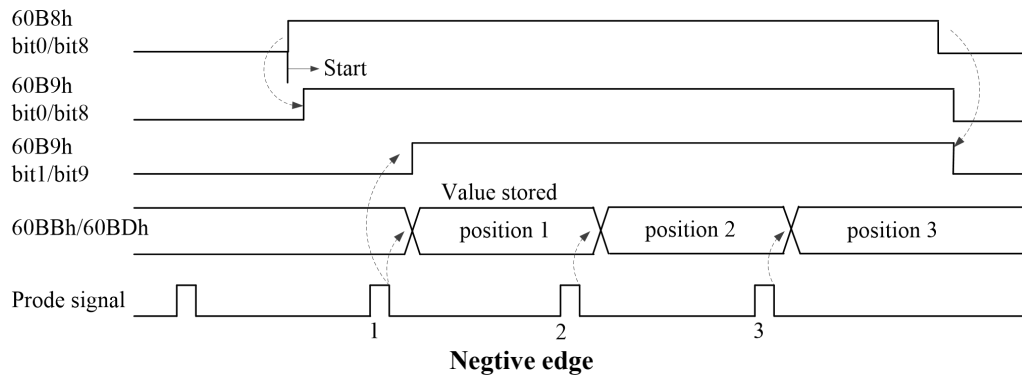 60B8h
bit0/bit8
Start
60B9h
bit0/bit8
60B9h
bit1/bit9
Value stored
60BBh/60BDh
position 1
position 2
position 3
Prode signal
1
2
3
Negtive edge